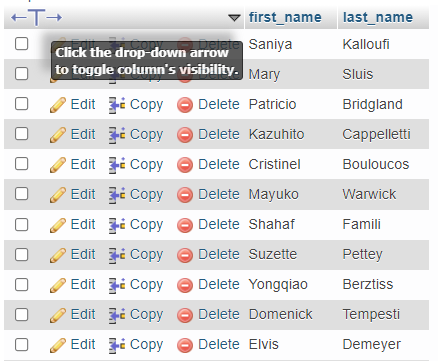 first_name last_name
Edit Copy Delete Saniya Kalloufi
Click the drop-down arrow
to toggle column's visibility.
Mary Sluis
Edit Copy Delete Patricio Bridgland
Edit Copy Delete Kazuhito Cappelletti
Edit Copy Delete Cristinel Bouloucos
Edit Copy Delete Mayuko Warwick
Edit Copy Delete Shahaf Famili
Edit Copy Delete Suzette Pettey
Edit Copy Delete Yongqiao Berztiss
Edit Copy Delete Domenick Tempesti
Edit Copy Delete Elvis Demeyer